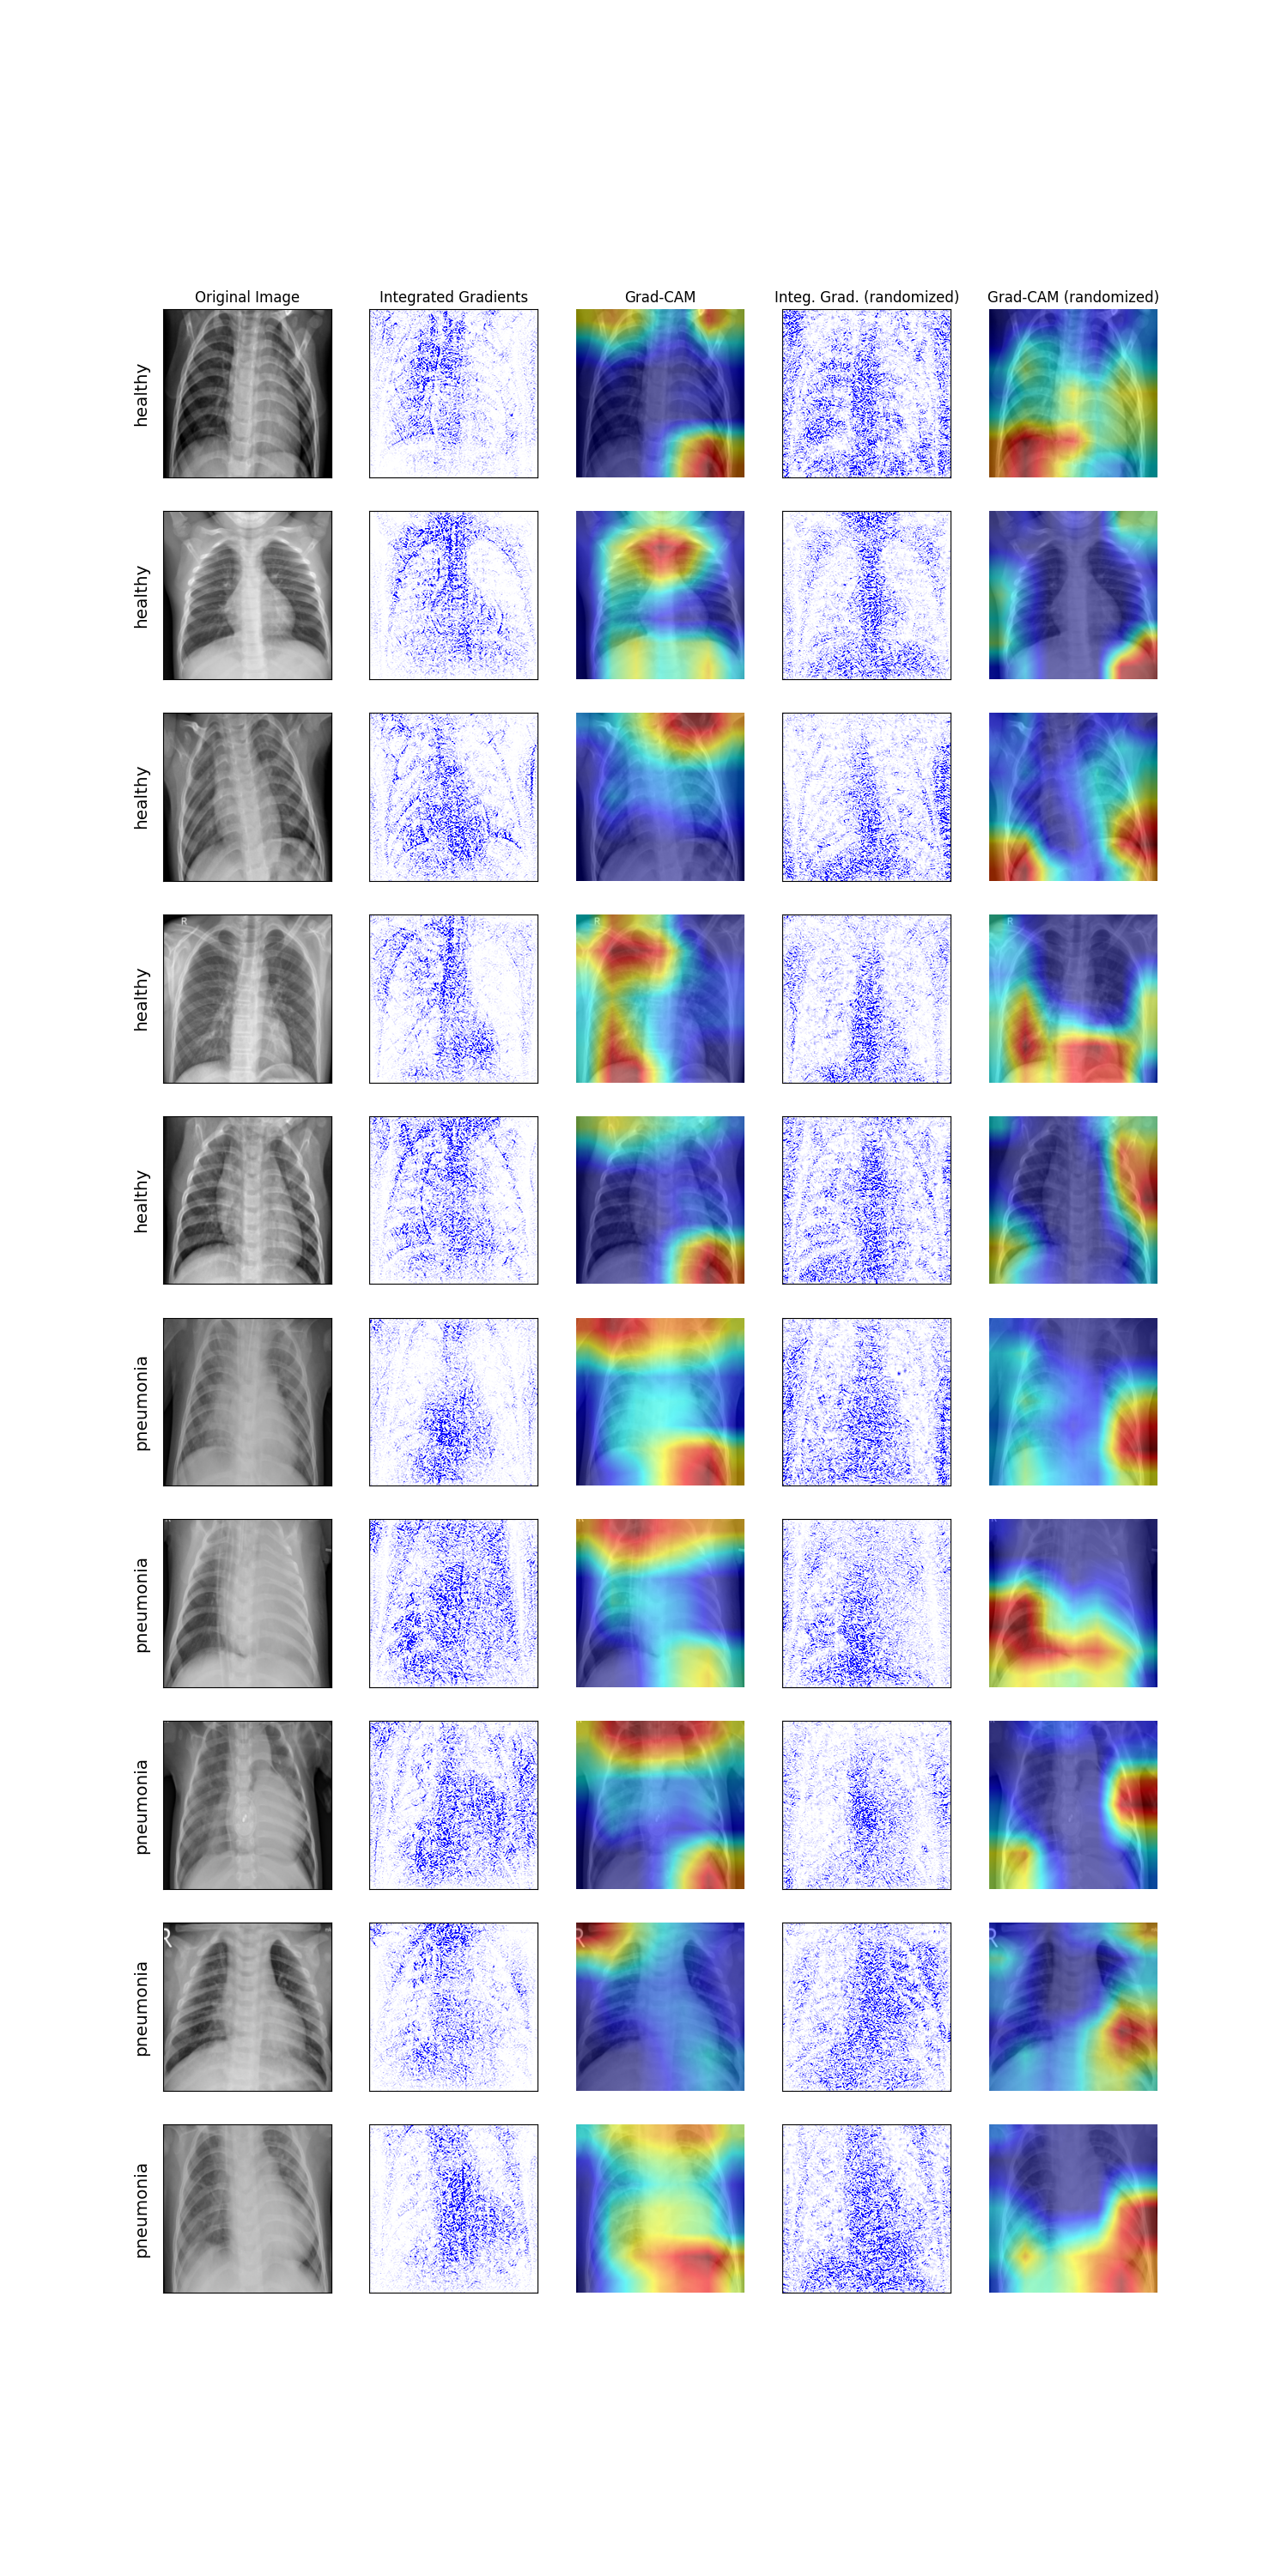 Original Image Integrated Gradients Grad-CAM Integ. Grad. (randomized) Grad-CAM (randomized)
healthy
healthy
healthy
healthy
R R R
healthy
pneumonia
pneumonia
pneumonia
pneumonia
R R R
pneumonia